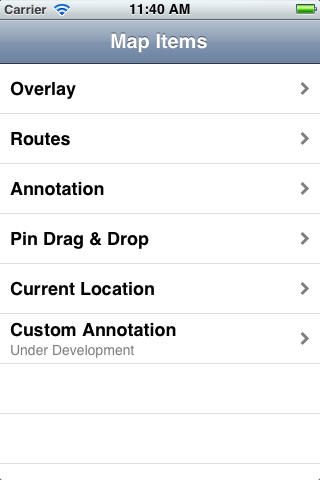 Carrier 11:40 AM
Map Items
Overlay
Routes
Annotation
Pin Drag & Drop
Current Location
Custom Annotation
Under Development